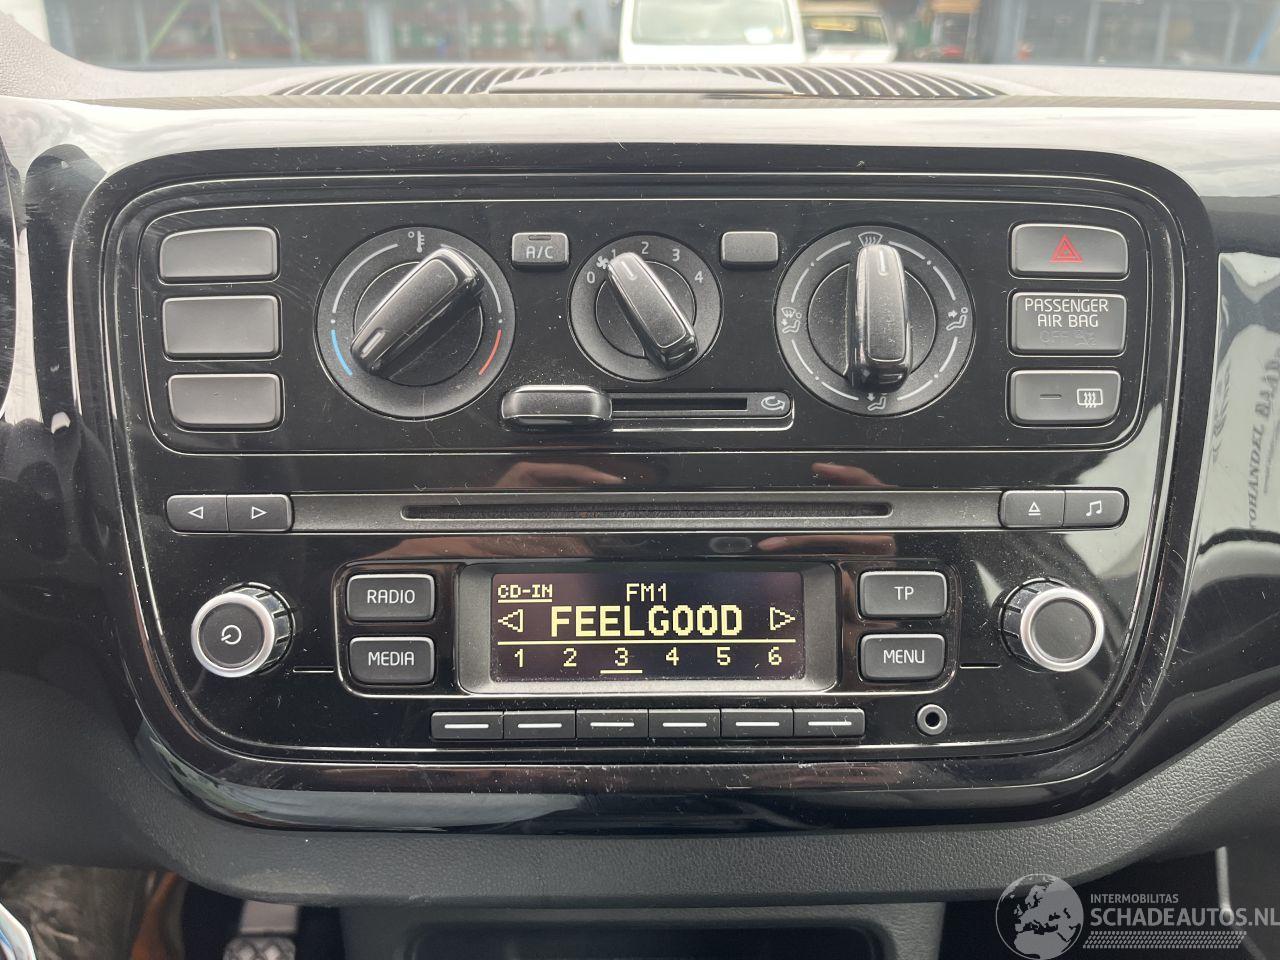 A/C
0 1 2 3 4
PASSENGER
AIR BAG
OFF
RADIO
MEDIA
CD-IN
FM1
FEELGOOD
1 2 3 4 5 6
TP
MENU
INTERMOBILITAS
SCHADEAUTOS.NL